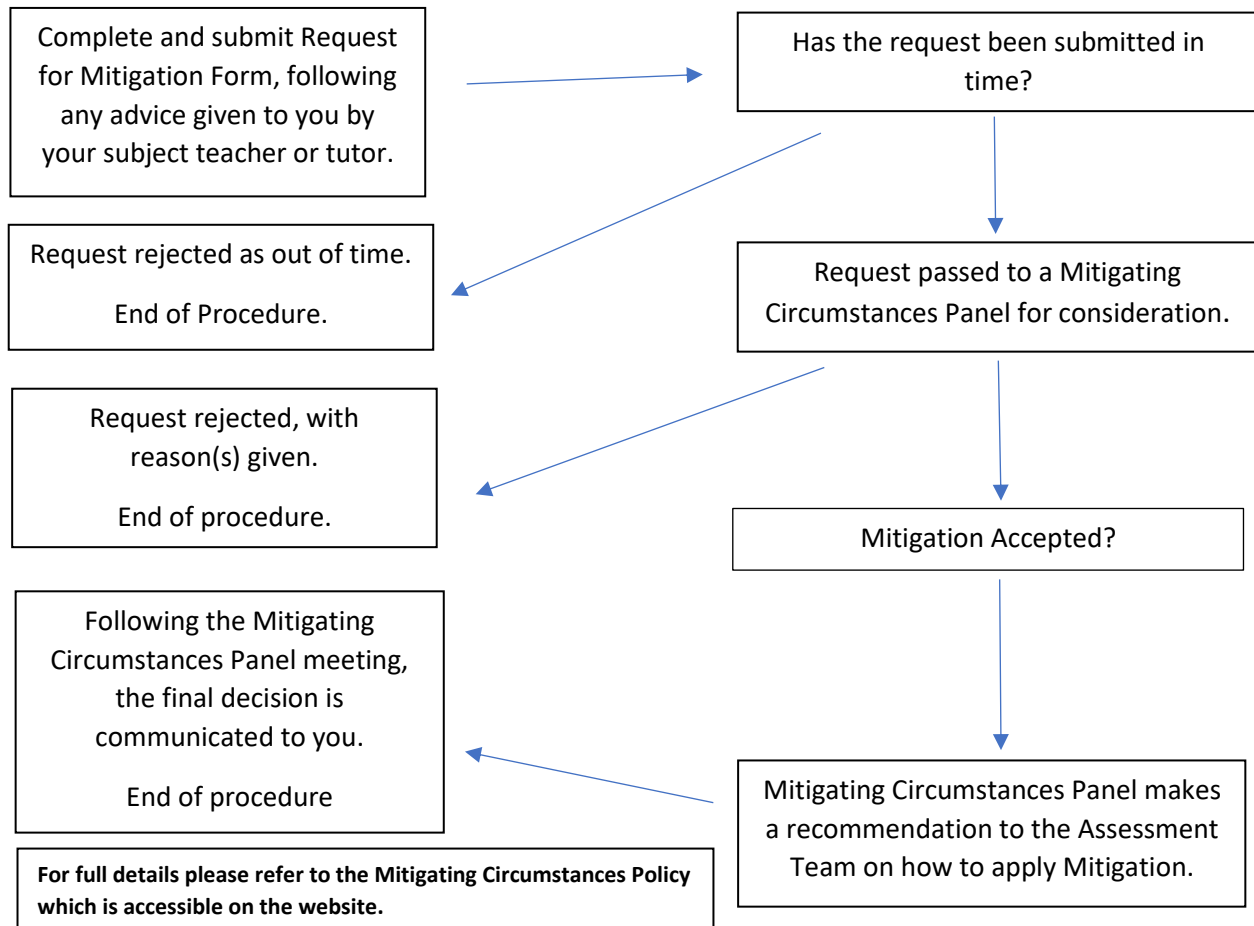 Complete and submit Request
for Mitigation Form, following
any advice given to you by
your subject teacher or tutor.
Has the request been submitted in
time?
Request rejected as out of time.
End of Procedure.
Request passed to a Mitigating
Circumstances Panel for consideration.
Request rejected, with
reason(s) given.
End of procedure.
Mitigation Accepted?
Following the Mitigating
Circumstances Panel meeting,
the final decision is
communicated to you.
End of procedure
Mitigating Circumstances Panel makes
a recommendation to the Assessment
Team on how to apply Mitigation.
For full details please refer to the Mitigating Circumstances Policy
which is accessible on the website.